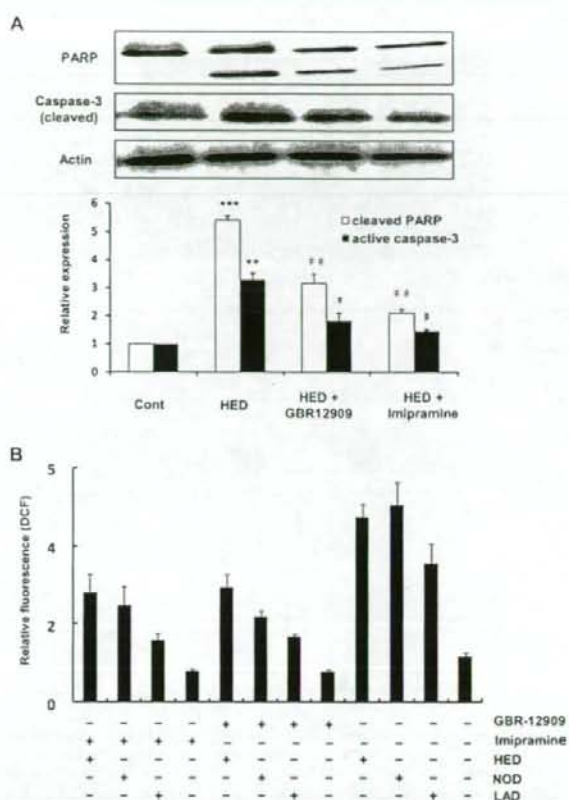 A
PARP
Caspase-3
(cleaved)
Actin
Relative expression
6
5
4
3
2
1
0
cleaved PARP
active caspase-3
***
**
Cont
HED
HED +
GBR12909
HED +
Imipramine
B
Relative fluorescence (DCF)
5
4
2
0
- - - - + + + + - - - - GBR-12909
+ + + + - - - - - - - - Imipramine
+ - - - + - - - + - - - HED
- + - - - + - - - + - - NOD
- - + - - - + - - - + - LAD